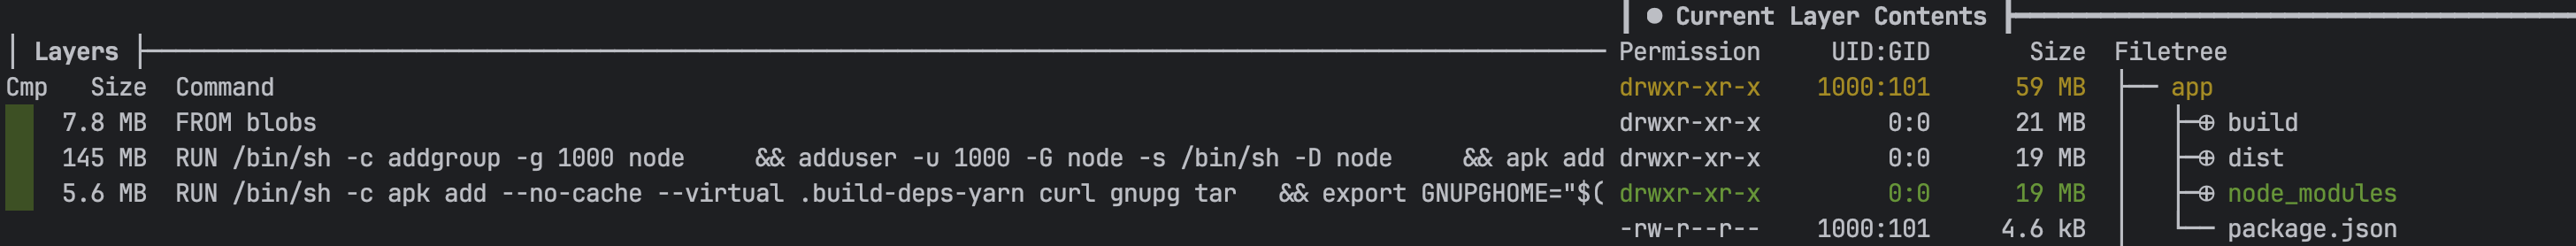 ● Current Layer Contents
Layers
Permission UID:GID Size Filetree
Cmp Size Command
drwxr-xr-x 1000:101 59 MB app
7.8 MB FROM blobs
drwxr-xr-x 0:0 21 MB build
145 MB RUN /bin/sh -c addgroup -g 1000 node && adduser -u 1000 -G node -s /bin/sh -D node && apk add
drwxr-xr-x 0:0 19 MB dist
5.6 MB RUN /bin/sh -c apk add --no-cache --virtual .build-deps-yarn curl gnupg tar && export GNUPGHOME="$(
drwxr-xr-x 0:0 19 MB node_modules
-rw-r--r-- 1000:101 4.6 kB package.json